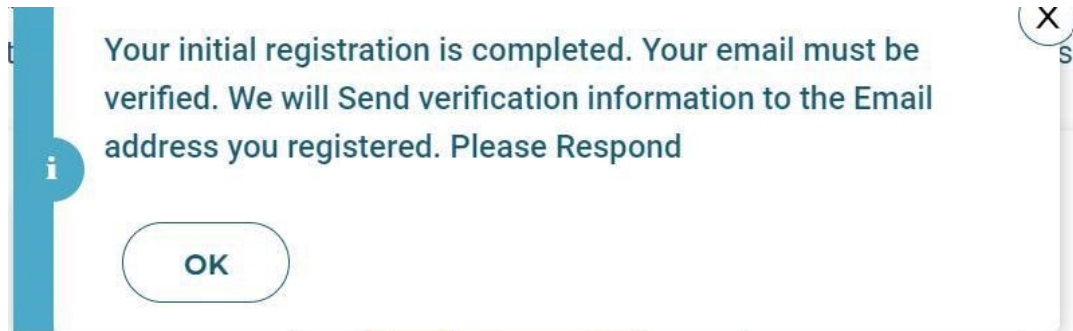 X
Your initial registration is completed. Your email must be
verified. We will Send verification information to the Email
address you registered. Please Respond
i
OK